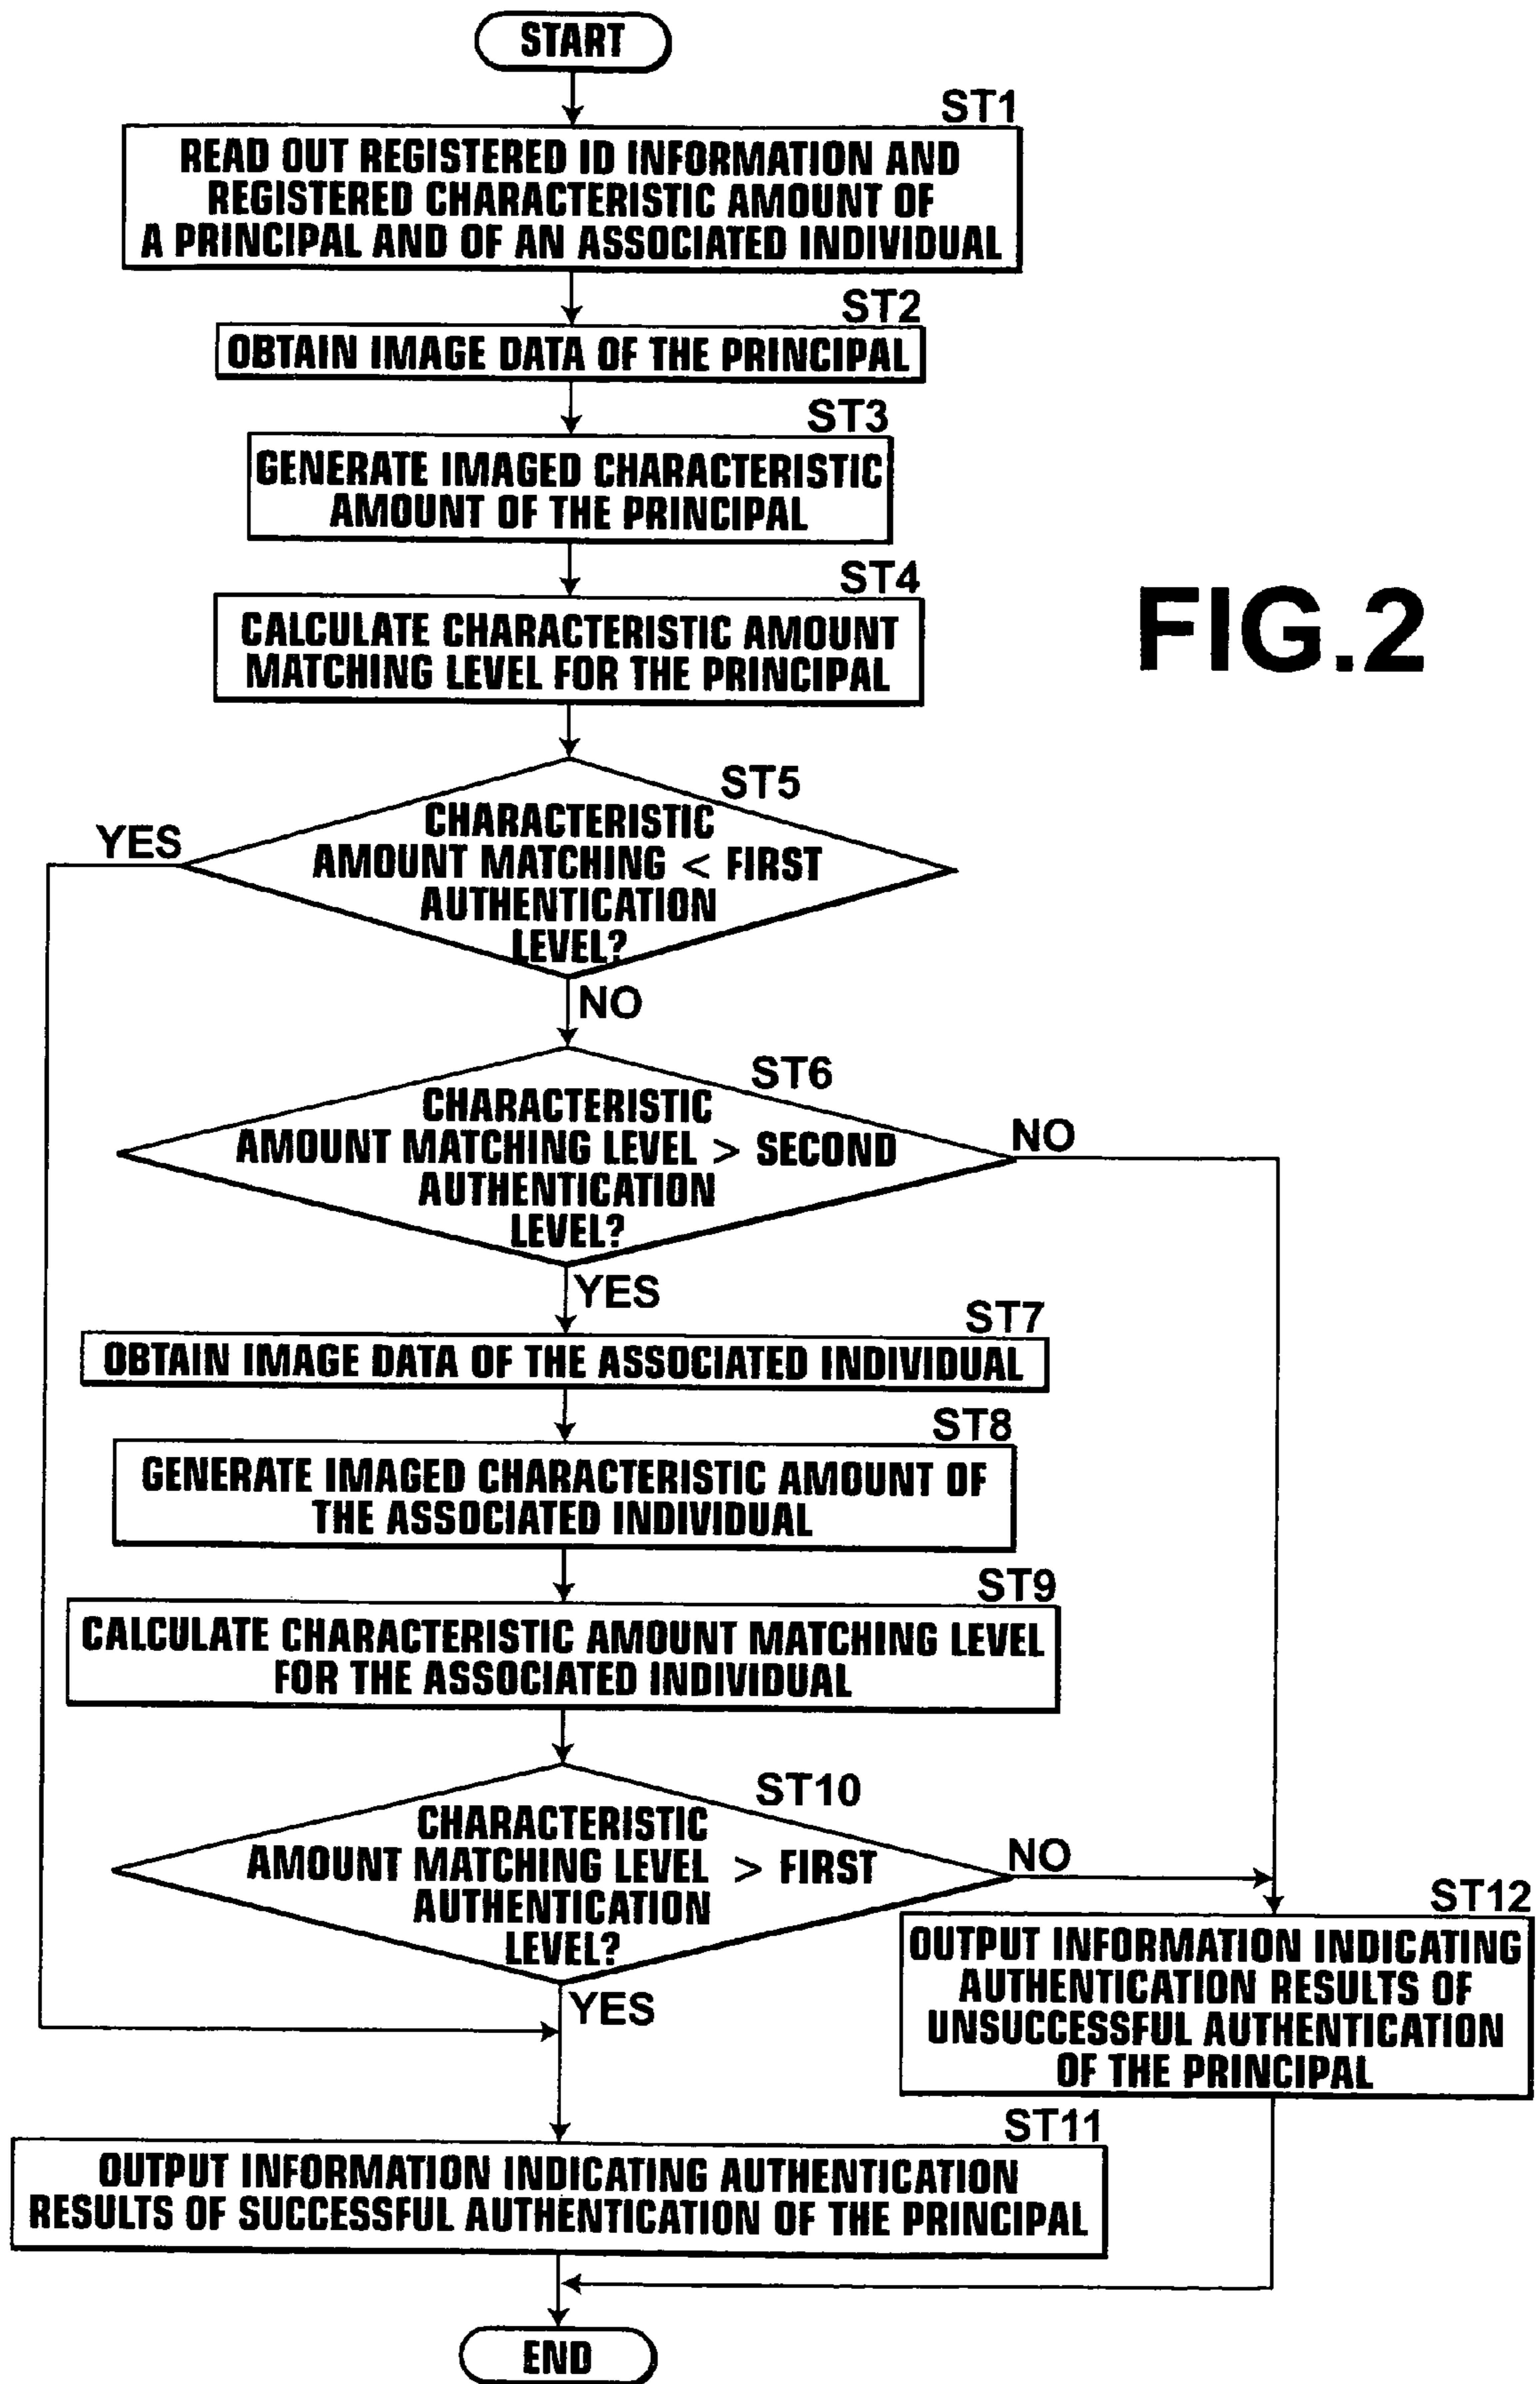 START
ST1
READ OUT REGISTERED ID INFORMATION AND
REGISTERED CHARACTERISTIC AMOUNT OF
A PRINCIPAL AND OF AN ASSOCIATED INDIVIDUAL
ST2
OBTAIN IMAGE DATA OF THE PRINCIPAL
ST3
GENERATE IMAGED CHARACTERISTIC
AMOUNT OF THE PRINCIPAL
ST4
CALCULATE CHARACTERISTIC AMOUNT
MATCHING LEVEL FOR THE PRINCIPAL
FIG.2
ST5
CHARACTERISTIC
AMOUNT MATCHING < FIRST
AUTHENTICATION
LEVEL?
YES
NO
ST6
CHARACTERISTIC
AMOUNT MATCHING LEVEL > SECOND
AUTHENTICATION
LEVEL?
NO
YES
ST7
OBTAIN IMAGE DATA OF THE ASSOCIATED INDIVIDUAL
ST8
GENERATE IMAGED CHARACTERISTIC AMOUNT OF
THE ASSOCIATED INDIVIDUAL
ST9
CALCULATE CHARACTERISTIC AMOUNT MATCHING LEVEL
FOR THE ASSOCIATED INDIVIDUAL
ST10
CHARACTERISTIC
AMOUNT MATCHING LEVEL > FIRST
AUTHENTICATION
LEVEL?
NO
YES
ST12
OUTPUT INFORMATION INDICATING
AUTHENTICATION RESULTS OF
UNSUCCESSFUL AUTHENTICATION
OF THE PRINCIPAL
ST11
OUTPUT INFORMATION INDICATING AUTHENTICATION
RESULTS OF SUCCESSFUL AUTHENTICATION OF THE PRINCIPAL
END